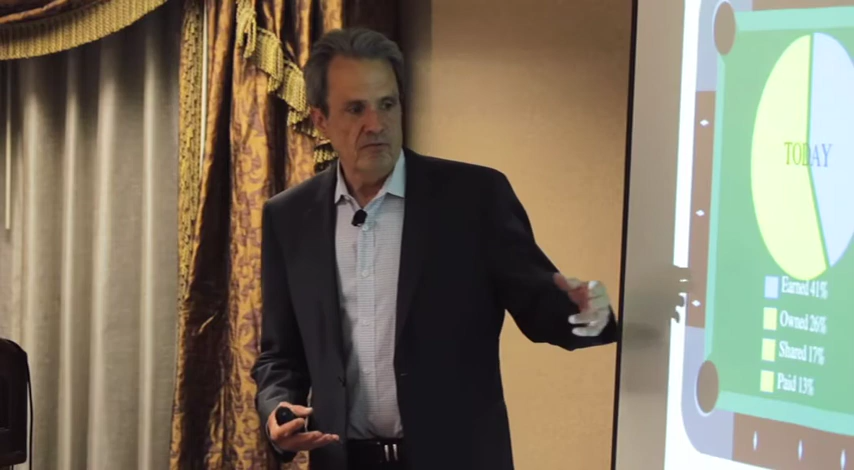 TODAY
Earned 41%
Owned 26%
Shared 17%
Paid 13%